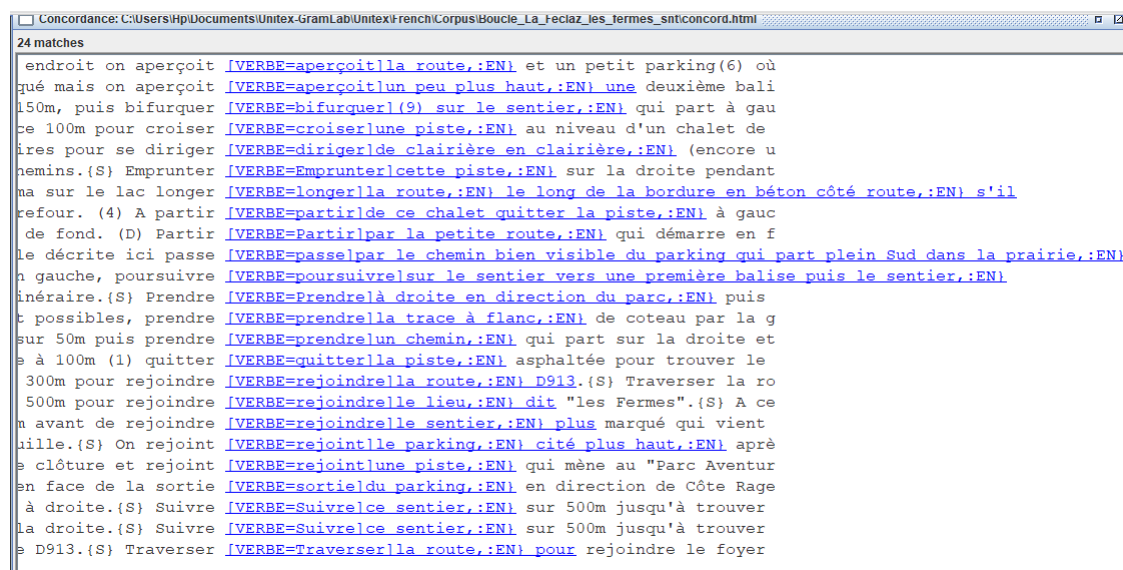 Concordance: C:\Users\Hp\Documents\Unitex-GramLab\Unitex\French\Corpus\Boucle_La_Feclaz_les_fermes_snt\concord.html
24 matches
endroit on aperçoit [VERBE=aperçoit]la route,:EN} et un petit parking(6) où
qué mais on aperçoit [VERBE=aperçoit]un peu plus haut,:EN} une deuxième bali
150m, puis bifurquer [VERBE=bifurquer](9) sur le sentier,:EN} qui part à gau
ce 100m pour croiser [VERBE=croiser]une piste,:EN} au niveau d'un chalet de
ires pour se diriger [VERBE=diriger]de clairière en clairière,:EN} (encore u
hemins.{S} Emprunter [VERBE=Emprunter]cette piste,:EN} sur la droite pendant
ma sur le lac longer [VERBE=longer]la route,:EN} le long de la bordure en béton côté route,:EN} s'il
refour. (4) A partir [VERBE=partir]de ce chalet quitter la piste,:EN} à gauc
de fond. (D) Partir [VERBE=Partir]par la petite route,:EN} qui démarre en f
le décrite ici passe [VERBE=passe]par le chemin bien visible du parking qui part plein Sud dans la prairie,:EN}
n gauche, poursuivre [VERBE=poursuivre]sur le sentier vers une première balise puis le sentier,:EN}
inéraire.{S} Prendre [VERBE=Prendre]à droite en direction du parc,:EN} puis
t possibles, prendre [VERBE=prendre]la trace à flanc,:EN} de coteau par la g
sur 50m puis prendre [VERBE=prendre]un chemin,:EN} qui part sur la droite et
e à 100m (1) quitter [VERBE=quitter]la piste,:EN} asphaltée pour trouver le
300m pour rejoindre [VERBE=rejoindre]la route,:EN} D913.{S} Traverser la ro
500m pour rejoindre [VERBE=rejoindre]le lieu,:EN} dit "les Fermes".{S} A ce
m avant de rejoindre [VERBE=rejoindre]le sentier,:EN} plus marqué qui vient
uille.{S} On rejoint [VERBE=rejoint]le parking,:EN} cité plus haut,:EN} aprè
e clôture et rejoint [VERBE=rejoint]une piste,:EN} qui mène au "Parc Aventur
en face de la sortie [VERBE=sortie]du parking,:EN} en direction de Côte Rage
à droite.{S} Suivre [VERBE=Suivre]ce sentier,:EN} sur 500m jusqu'à trouver
la droite.{S} Suivre [VERBE=Suivre]ce sentier,:EN} sur 500m jusqu'à trouver
e D913.{S} Traverser [VERBE=Traverser]la route,:EN} pour rejoindre le foyer